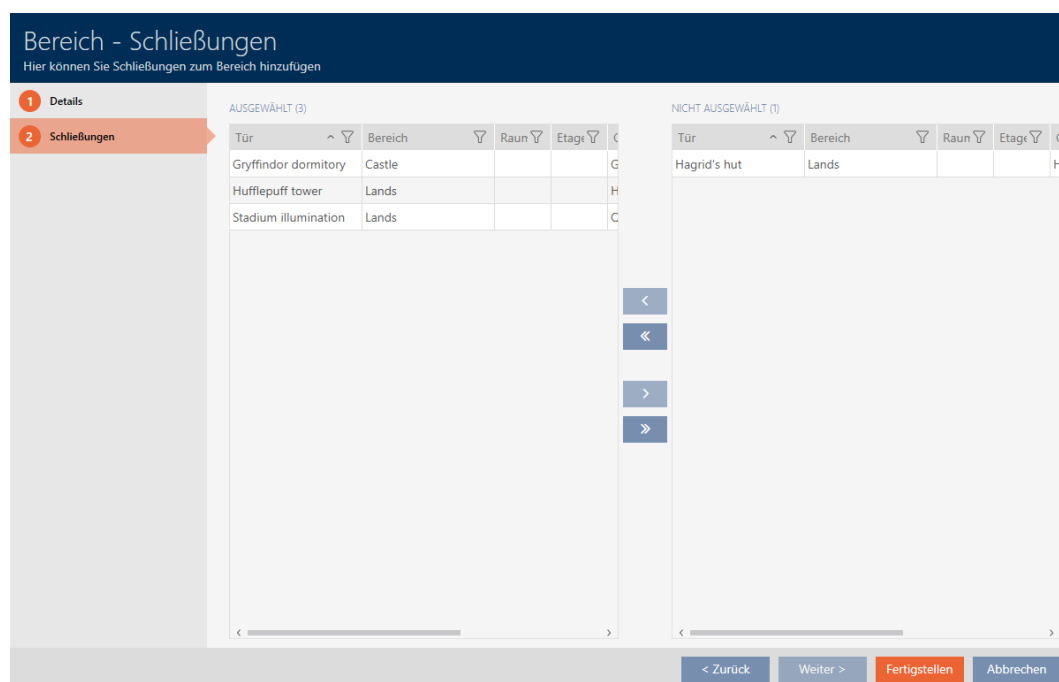 Bereich - Schließungen
Hier können Sie Schließungen zum Bereich hinzufügen
1 Details
2 Schließungen
AUSGEWÄHLT (3)
Tür Bereich Raum Etage
Gryffindor dormitory Castle G
Hufflepuff tower Lands H
Stadium illumination Lands
NICHT AUSGEWÄHLT (1)
Tür Bereich Raum Etage
Hagrid's hut Lands H
< Zurück Weiter > Fertigstellen Abbrechen